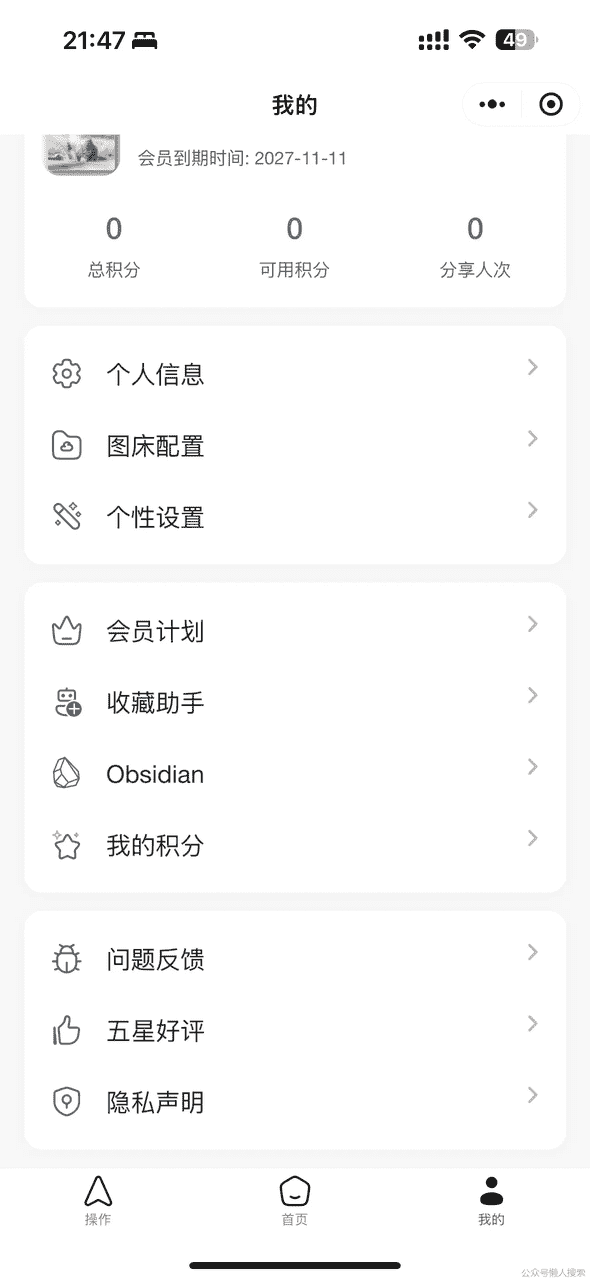 21:47
49
我的
会员到期时间: 2027-11-11
0 0 0
总积分 可用积分 分享人次
个人信息
图床配置
个性设置
会员计划
收藏助手
Obsidian
我的积分
问题反馈
五星好评
隐私声明
操作 首页 我的
公众号懒人搜索